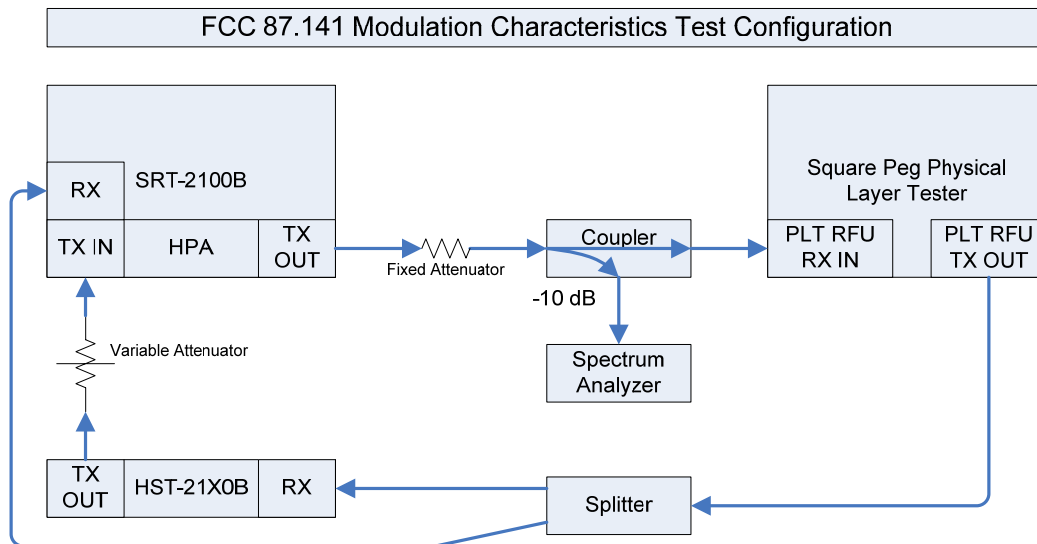 FCC 87.141 Modulation Characteristics Test Configuration
SRT-2100B
RX
TX IN
HPA
TX
OUT
Fixed Attenuator
Coupler
-10 dB
Spectrum
Analyzer
Square Peg Physical
Layer Tester
PLT RFU
RX IN
PLT RFU
TX OUT
Variable Attenuator
TX
OUT
HST-21X0B
RX
Splitter